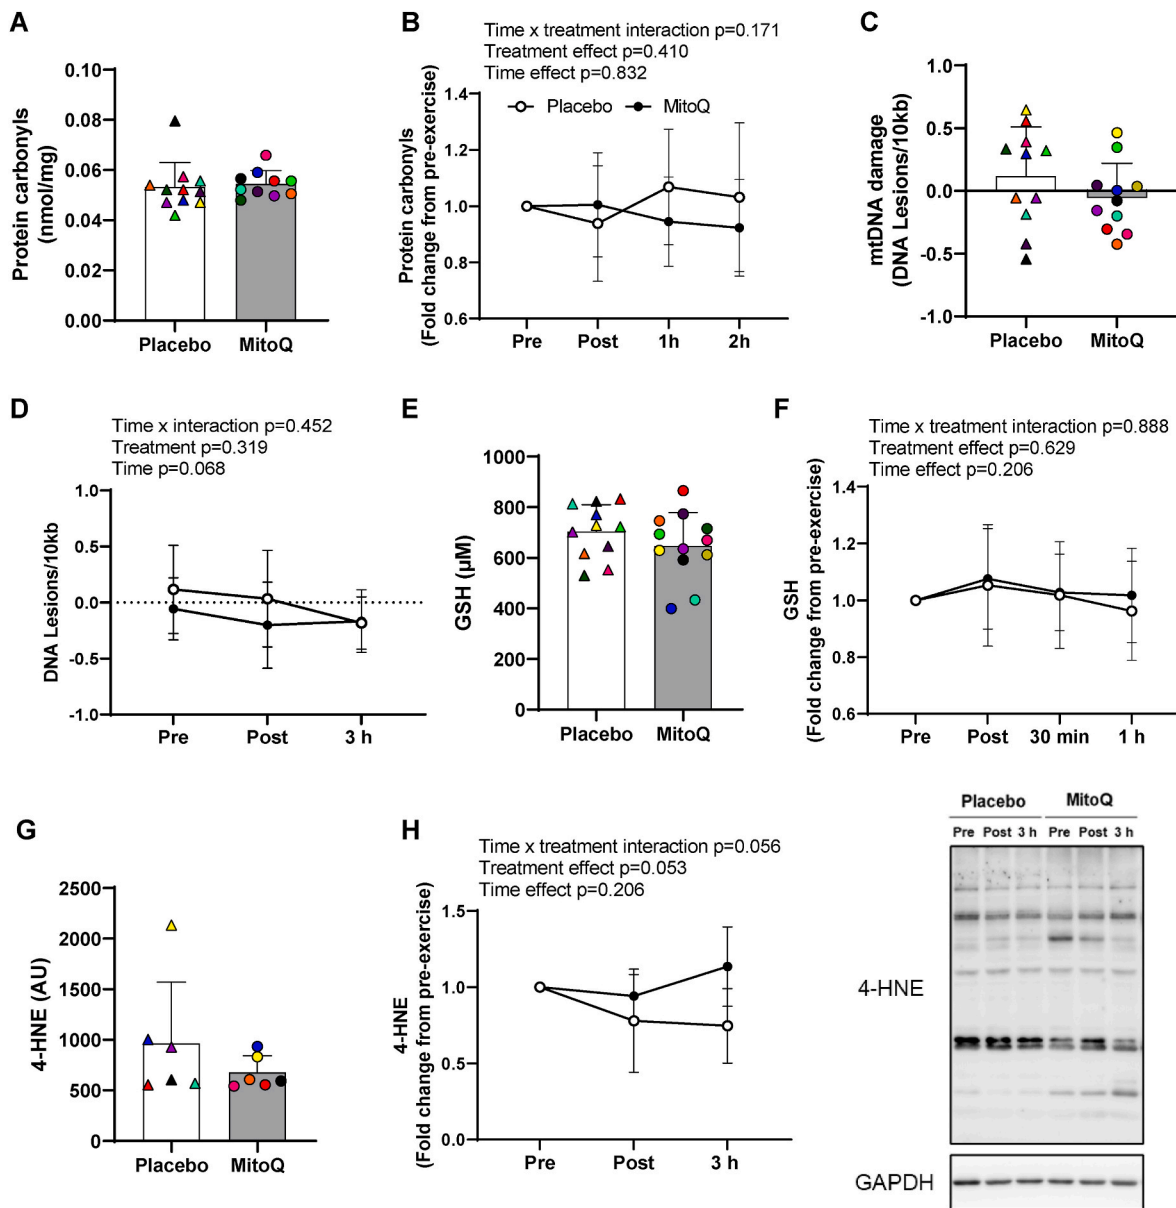 A
Protein carbonyls
(nmol/mg)
0.10
0.08
0.06
0.04
0.02
0.00
Placebo
MitoQ
B
Time x treatment interaction p=0.171
Treatment effect p=0.410
Time effect p=0.832
Placebo MitoQ
Protein carbonyls
(Fold change from pre-exercise)
1.4
1.2
1.0
0.8
0.6
Pre Post 1h 2h
C
mtDNA damage
(DNA Lesions/10kb)
1.0
0.5
0.0
-0.5
-1.0
Placebo MitoQ
D
Time x interaction p=0.452
Treatment p=0.319
Time p=0.068
DNA Lesions/10kb
1.0
0.5
0.0
-0.5
-1.0
Pre Post 3 h
E
GSH (µM)
1000
800
600
400
200
0
Placebo MitoQ
F
Time x treatment interaction p=0.888
Treatment effect p=0.629
Time effect p=0.206
GSH
(Fold change from pre-exercise)
1.4
1.2
1.0
0.8
0.6
Pre Post 30 min 1 h
G
4-HNE (AU)
2500
2000
1500
1000
500
0
Placebo MitoQ
H
Time x treatment interaction p=0.056
Treatment effect p=0.053
Time effect p=0.206
4-HNE
(Fold change from pre-exercise)
1.5
1.0
0.5
0.0
Pre Post 3 h
Placebo MitoQ
Pre Post 3 h Pre Post 3 h
4-HNE
GAPDH